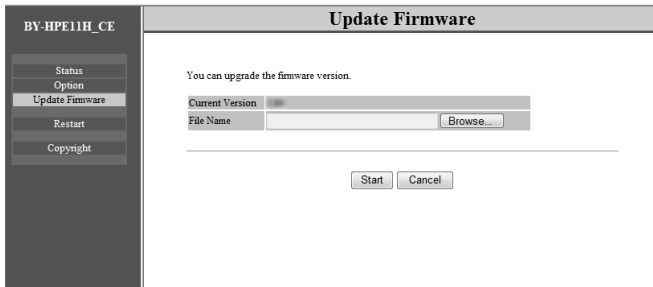 BY-HPE11H_CE
Status
Option
Update Firmware
Restart
Copyright
Update Firmware
You can upgrade the firmware version.
Current Version
File Name Browse...
Start Cancel